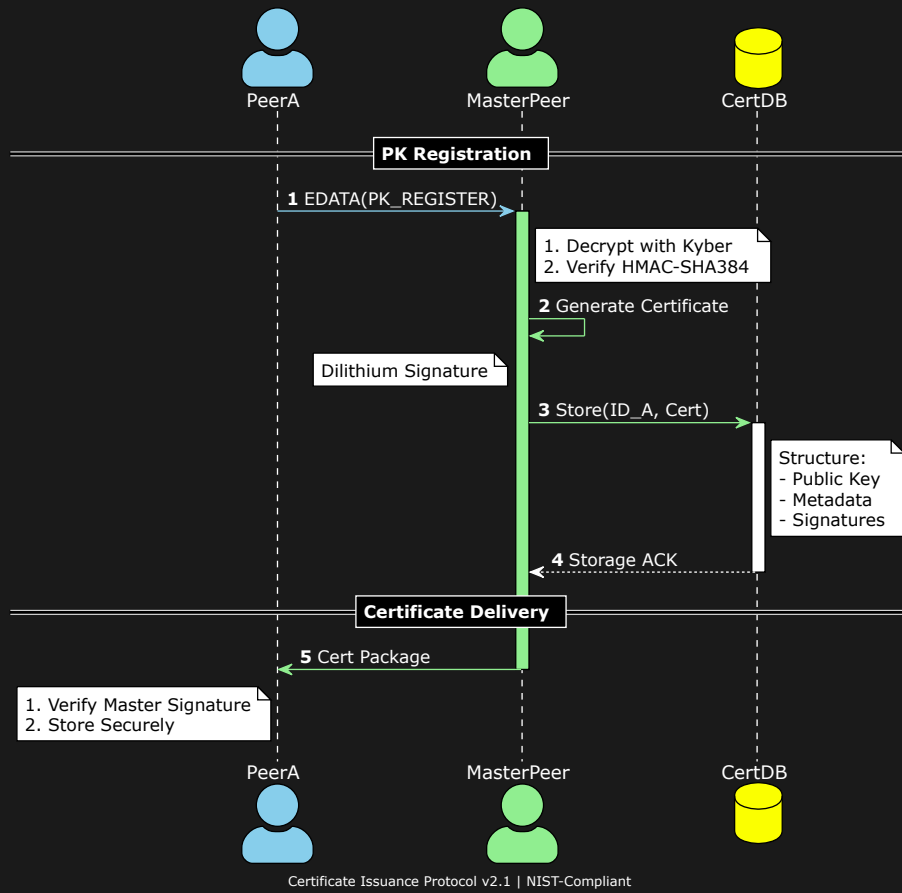 PeerA MasterPeer CertDB
PK Registration
1 EDATA(PK_REGISTER)
1. Decrypt with Kyber
2. Verify HMAC-SHA384
2 Generate Certificate
Dilithium Signature
3 Store(ID_A, Cert)
Structure:
- Public Key
- Metadata
- Signatures
4 Storage ACK
Certificate Delivery
5 Cert Package
1. Verify Master Signature
2. Store Securely
PeerA MasterPeer CertDB
Certificate Issuance Protocol v2.1 | NIST-Compliant